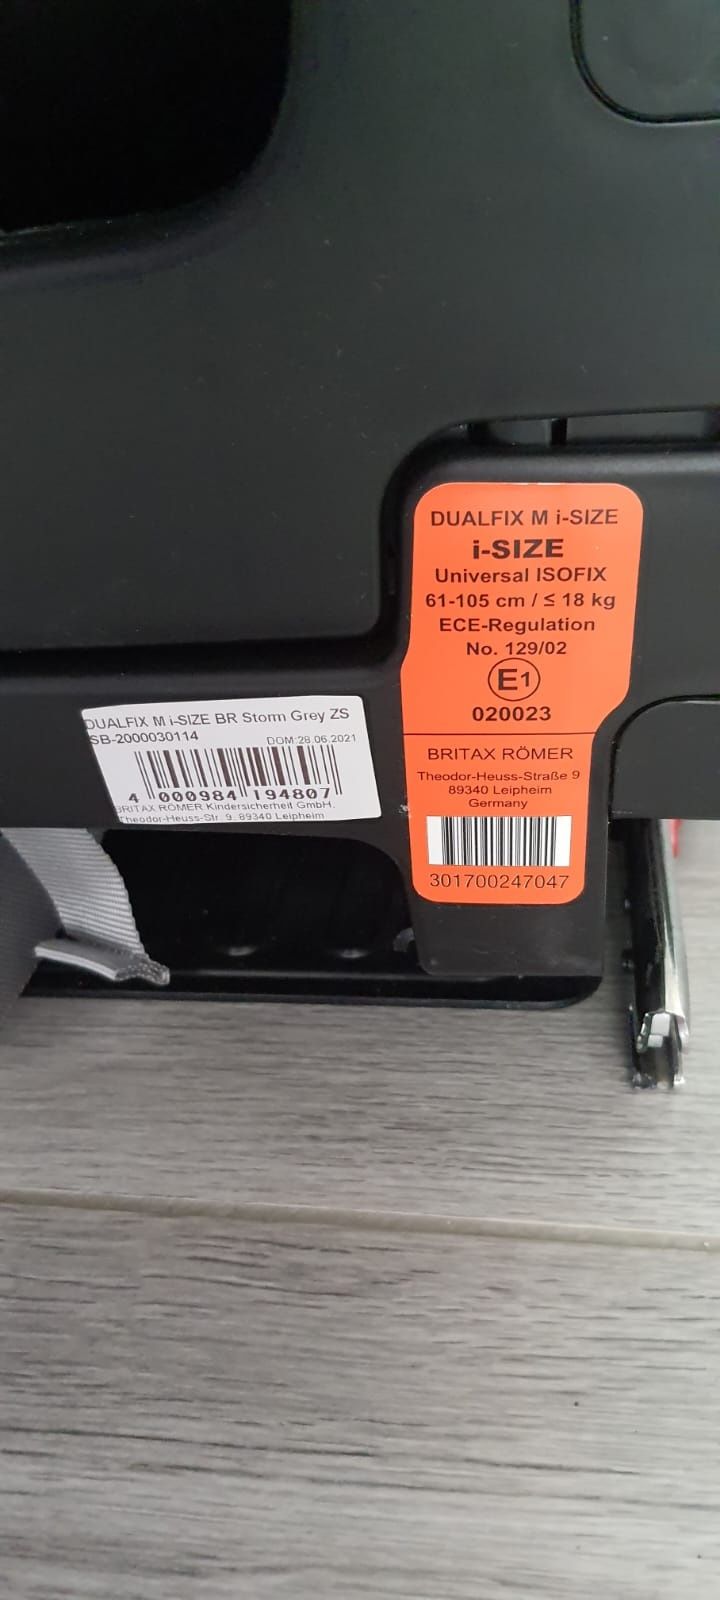 DUALFIX M i-SIZE
i-SIZE
Universal ISOFIX
61-105 cm / ≤ 18 kg
ECE-Regulation
No. 129/02
E1
020023
BRITAX RÖMER
Theodor-Heuss-Straße 9
89340 Leipheim
Germany
301700247047
DUALFIX M i-SIZE BR Storm Grey ZS
SB-2000030114 DOM:28.06.2021
4 000984 194807
BRITAX RÖMER Kindersicherheit GmbH.
Theodor-Heuss-Str. 9, 89340 Leipheim